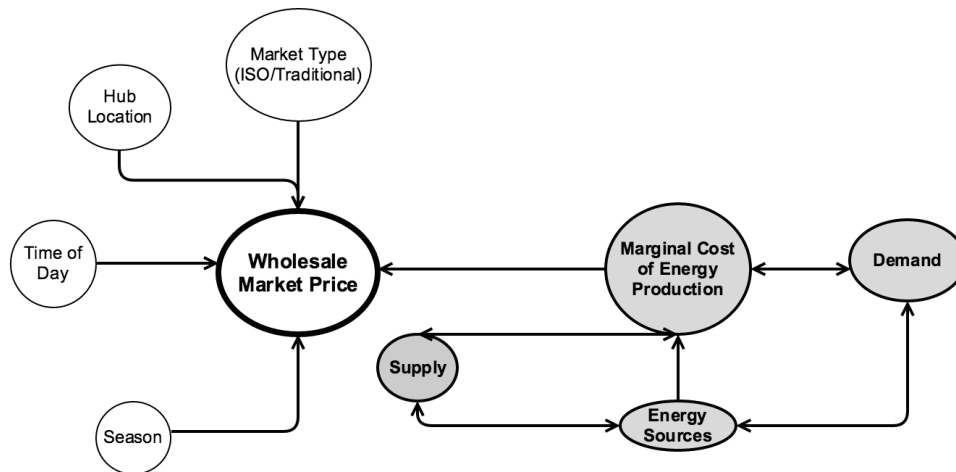 Market Type
(ISO/Traditional)
Hub
Location
Time of
Day
Wholesale
Market Price
Marginal Cost
of Energy
Production
Demand
Supply
Energy
Sources
Season